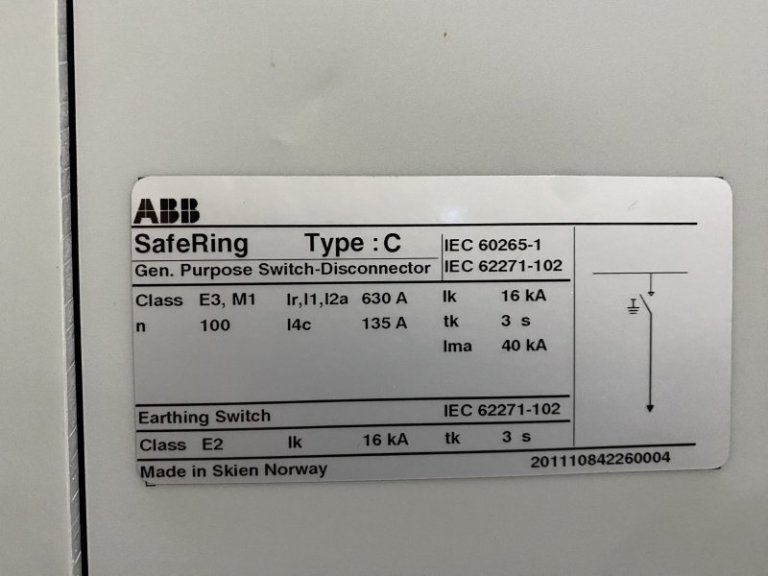 ABB
SafeRing Type : C IEC 60265-1
Gen. Purpose Switch-Disconnector IEC 62271-102
Class E3, M1 Ir,I1,I2a 630 A Ik 16 kA
n 100 I4c 135 A tk 3 s
Ima 40 kA
Earthing Switch IEC 62271-102
Class E2 Ik 16 kA tk 3 s
Made in Skien Norway 201110842260004